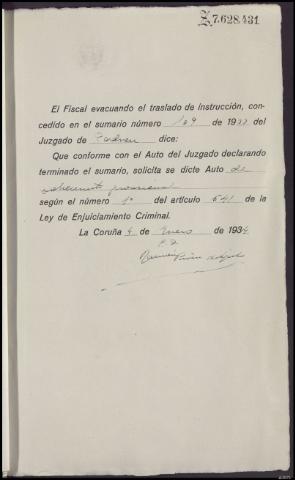 7.628.431
El Fiscal evacuando el traslado de instrucción, con-
cedido en el sumario número 109 de 1933 del
Juzgado de Padron dice:
Que conforme con el Auto del Juzgado declarando
terminado el sumario, solicita se dicte Auto de
sobreseimiento provisional
según el número 1º del artículo 641 de la
Ley de Enjuiciamiento Criminal.
La Coruña 4 de Enero de 1934